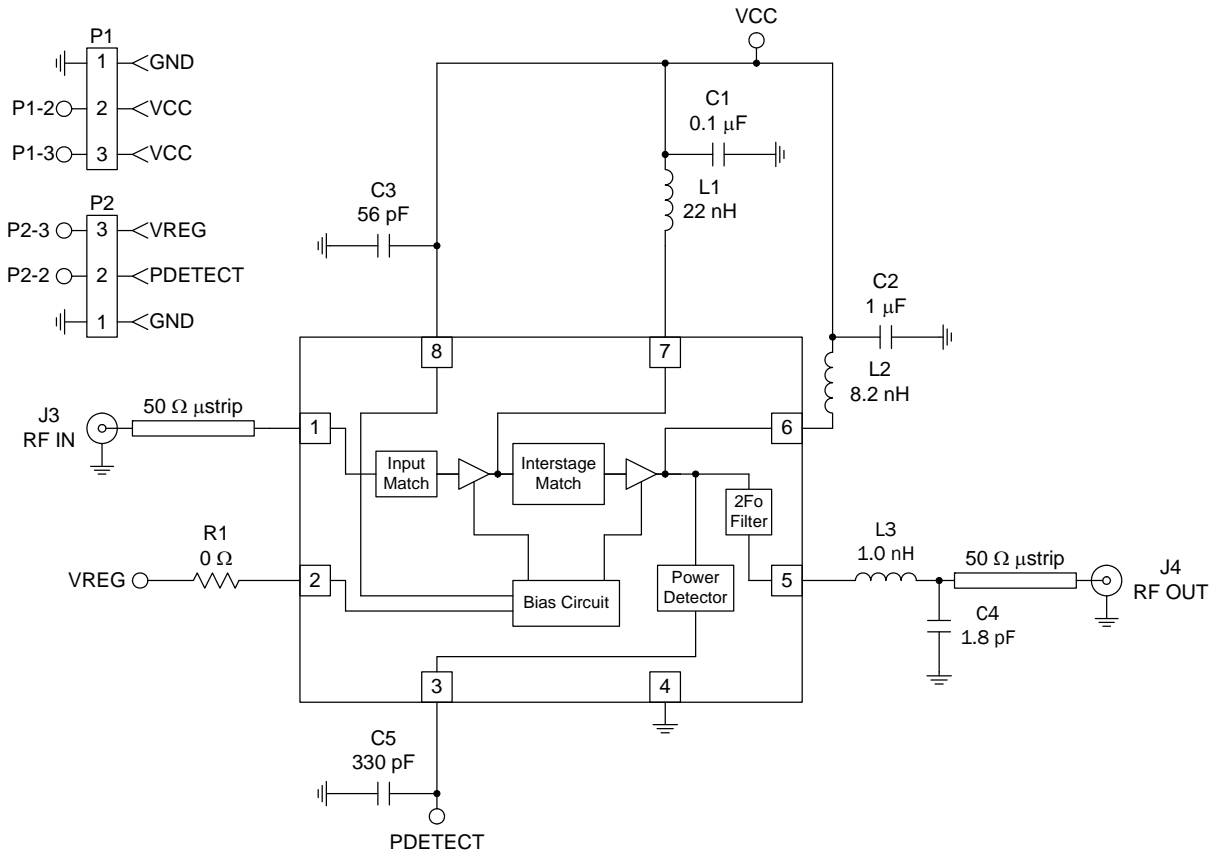 VCC
P1
1
GND
P1-2
2
VCC
P1-3
3
VCC
P2
P2-3
3
VREG
P2-2
2
PDETECT
1
GND
C1
0.1 µF
L1
22 nH
C3
56 pF
C2
1 µF
L2
8.2 nH
8
7
J3
RF IN
50 Ω µstrip
1
6
Input
Match
Interstage
Match
2Fo
Filter
R1
0 Ω
VREG
2
Bias Circuit
Power
Detector
5
L3
1.0 nH
50 Ω µstrip
J4
RF OUT
C4
1.8 pF
3
4
C5
330 pF
PDETECT